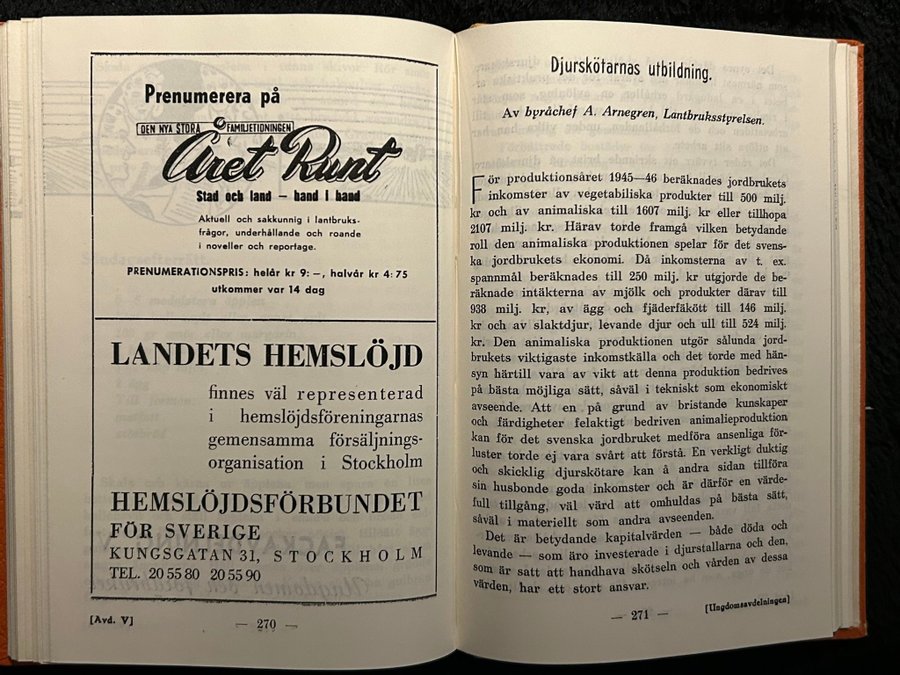 Prenumerera på
DEN NYA STORA FAMILJETIDNINGEN
Året Runt
Stad och land — hand i hand
Aktuell och sakkunnig i lantbruks-
frågor, underhållande och roande
i noveller och reportage.
PRENUMERATIONSPRIS: helår kr 9: –, halvår kr 4: 75
utkommer var 14 dag
LANDETS HEMSLÖJD
finnes väl representerad
i hemslöjdsföreningarnas
gemensamma försäljnings-
organisation i Stockholm
HEMSLÖJDSFÖRBUNDET
FÖR SVERIGE
KUNGSGATAN 31, STOCKHOLM
TEL. 20 55 80 20 55 90
[Avd. V]
— 270 —
Djurskötarnas utbildning.
Av byråchef A. Arnegren, Lantbruksstyrelsen.
För produktionsåret 1945—46 beräknades jordbrukets
inkomster av vegetabiliska produkter till 500 milj.
kr och av animaliska till 1607 milj. kr eller tillhopa
2107 milj. kr. Härav torde framgå vilken betydande
roll den animaliska produktionen spelar för det svens-
ka jordbrukets ekonomi. Då inkomsterna av t. ex.
spannmål beräknades till 250 milj. kr utgjorde de be-
räknade intäkterna av mjölk och produkter därav till
938 milj. kr, av ägg och fjäderfäkött till 146 milj.
kr och av slaktdjur, levande djur och ull till 524 milj.
kr. Den animaliska produktionen utgör sålunda jord-
brukets viktigaste inkomstkälla och det torde med hän-
syn härtill vara av vikt att denna produktion bedrives
på bästa möjliga sätt, såväl i tekniskt som ekonomiskt
avseende. Att en på grund av bristande kunskaper
och färdigheter felaktigt bedriven animalieproduktion
kan för det svenska jordbruket medföra ansenliga för-
luster torde ej vara svårt att förstå. En verkligt duktig
och skicklig djurskötare kan å andra sidan tillföra
sin husbonde goda inkomster och är därför en värde-
full tillgång, väl värd att omhuldas på bästa sätt,
såväl i materiellt som andra avseenden.
Det är betydande kapitalvärden — både döda och
levande — som äro investerade i djurstallarna och den,
som är satt att handhava skötseln och vården av dessa
värden, har ett stort ansvar.
— 271 —
[Ungdomsavdelningen]